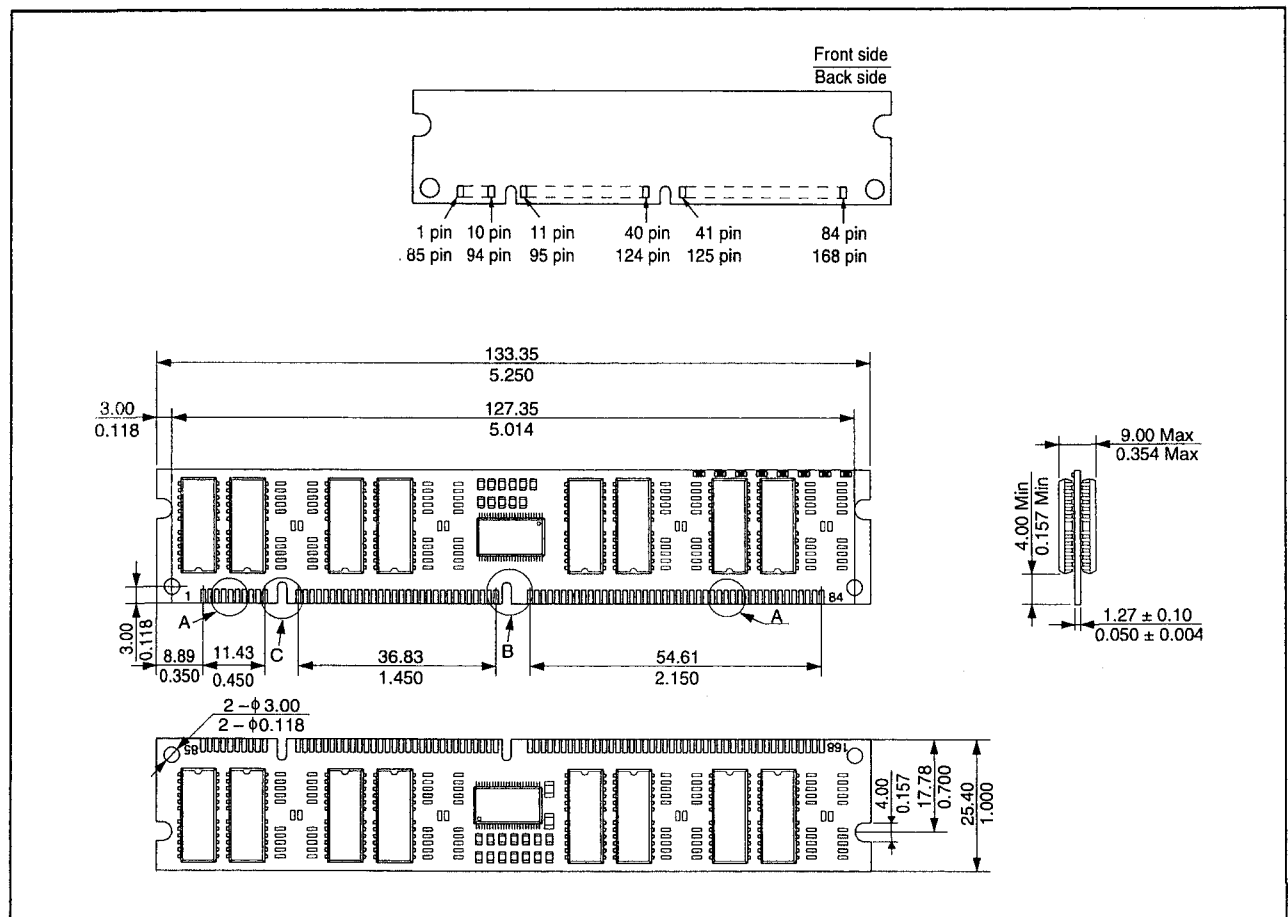 Front side
Back side
1 pin 10 pin 11 pin 40 pin 41 pin 84 pin
85 pin 94 pin 95 pin 124 pin 125 pin 168 pin
133.35
5.250
3.00
0.118
127.35
5.014
9.00 Max
0.354 Max
4.00 Min
0.157 Min
1.27 ± 0.10
0.050 ± 0.004
1
84
A
C
B
A
3.00
0.118
8.89
0.350
11.43
0.450
36.83
1.450
54.61
2.150
2 – ϕ 3.00
2 – ϕ 0.118
85
168
4.00
0.157
17.78
0.700
25.40
1.000